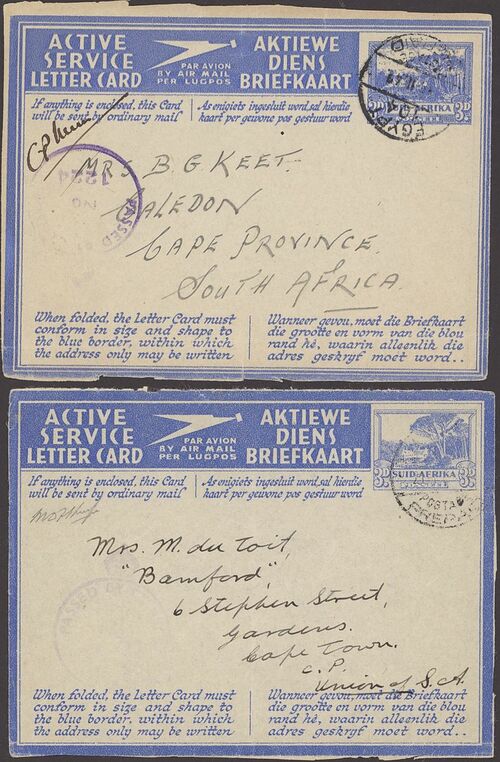 ACTIVE
SERVICE
LETTER CARD
PAR AVION
BY AIR MAIL
PER LUGPOS
AKTIEWE
DIENS
BRIEFKAART
If anything is enclosed, this Card
will be sent by ordinary mail
As enigiets ingesluit word, sal hierdie
kaart per gewone pos gestuur word
3D AFRIKA 3D
EGYPT
PASSED
1224
MRS B.G. KEET.
CALEDON
CAPE PROVINCE.
SOUTH AFRICA.
When folded, the Letter Card must
conform in size and shape to
the blue border, within which
the address only may be written
Wanneer gevou, moet die Briefkaart
die grootte en vorm van die blou
rand hê, waarin alleenlik die
adres geskryf moet word..
ACTIVE
SERVICE
LETTER CARD
PAR AVION
BY AIR MAIL
PER LUGPOS
AKTIEWE
DIENS
BRIEFKAART
If anything is enclosed, this Card
will be sent by ordinary mail
As enigiets ingesluit word, sal hierdie
kaart per gewone pos gestuur word
3D SUID-AFRIKA 3D
PASSED
Mrs. M. du Toit,
"Bamford",
6 Stephen Street,
Gardens.
Cape Town.
C.P.
Union of S.A.
When folded, the Letter Card must
conform in size and shape to
the blue border, within which
the address only may be written
Wanneer gevou, moet die Briefkaart
die grootte en vorm van die blou
rand hê, waarin alleenlik die
adres geskryf moet word..